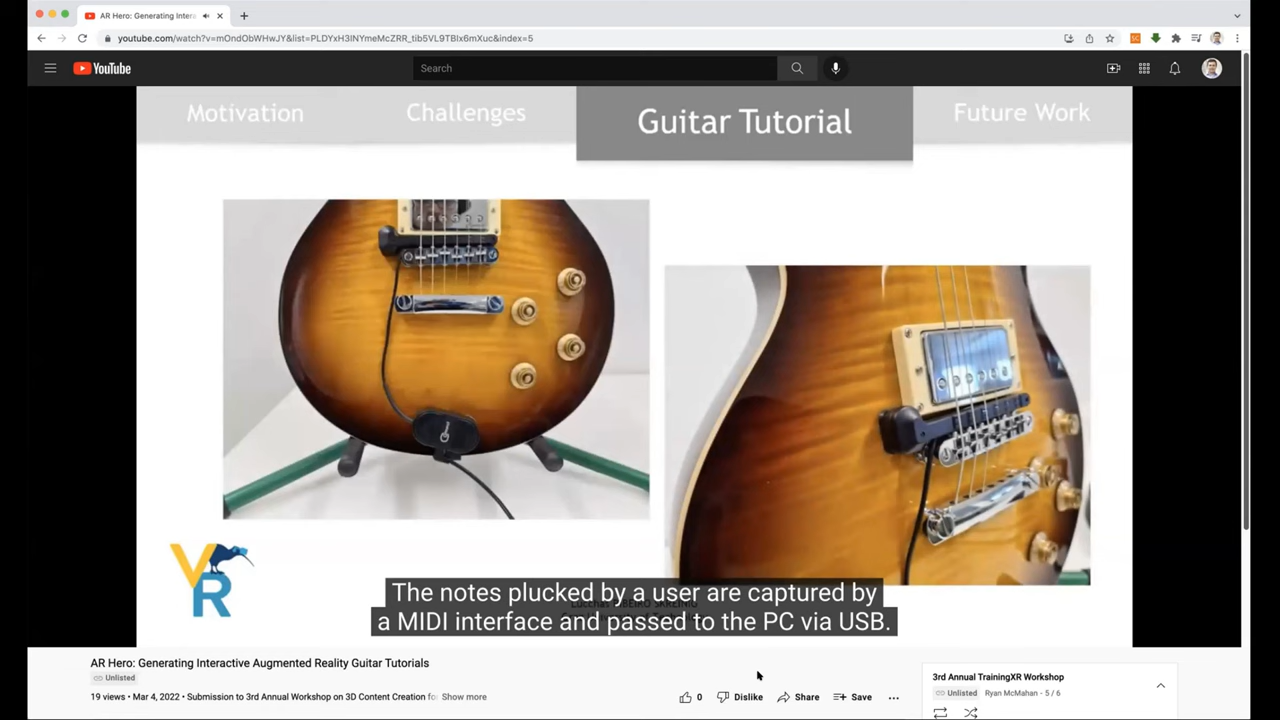 AR Hero: Generating Intera
youtube.com/watch?v=mOndObWHwJY&list=PLDYxH3lNYmeMcZRR_tib5VL9TBlx6mXuc&index=5
YouTube
Search
Motivation
Challenges
Guitar Tutorial
Future Work
VR
The notes plucked by a user are captured by
a MIDI interface and passed to the PC via USB.
AR Hero: Generating Interactive Augmented Reality Guitar Tutorials
Unlisted
19 views • Mar 4, 2022 • Submission to 3rd Annual Workshop on 3D Content Creation fo Show more
0
Dislike
Share
Save
3rd Annual TrainingXR Workshop
Unlisted Ryan McMahan - 5 / 6